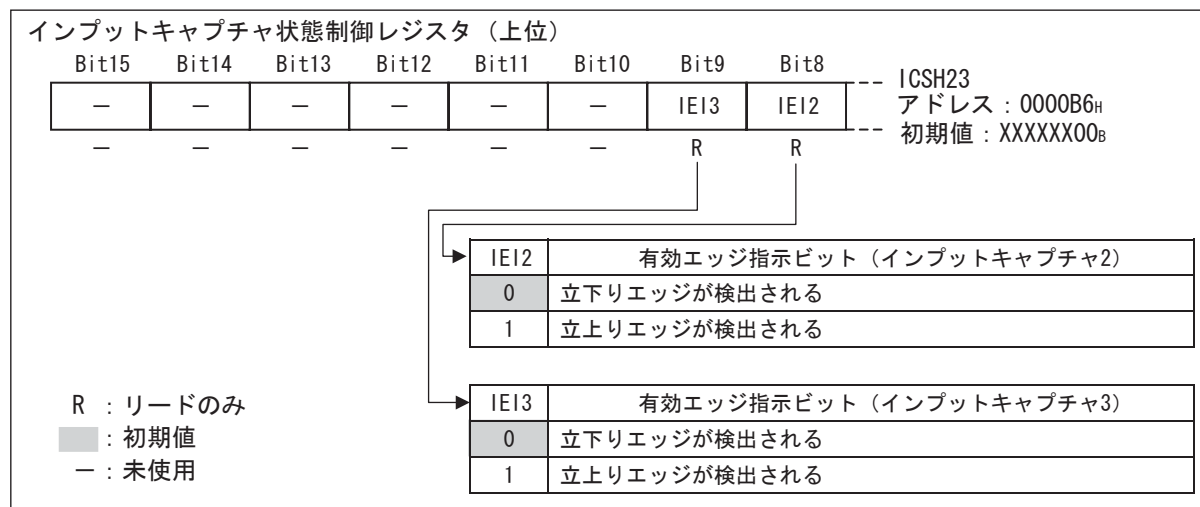 インプットキャプチャ状態制御レジスタ（上位）
Bit15 Bit14 Bit13 Bit12 Bit11 Bit10 Bit9 Bit8
－ － － － － － IEI3 IEI2
－ － － － － － R R
ICSH23
アドレス：0000B6H
初期値：XXXXXX00B
IEI2 有効エッジ指示ビット（インプットキャプチャ2）
0 立下りエッジが検出される
1 立上りエッジが検出される
IEI3 有効エッジ指示ビット（インプットキャプチャ3）
0 立下りエッジが検出される
1 立上りエッジが検出される
R ：リードのみ
：初期値
－：未使用